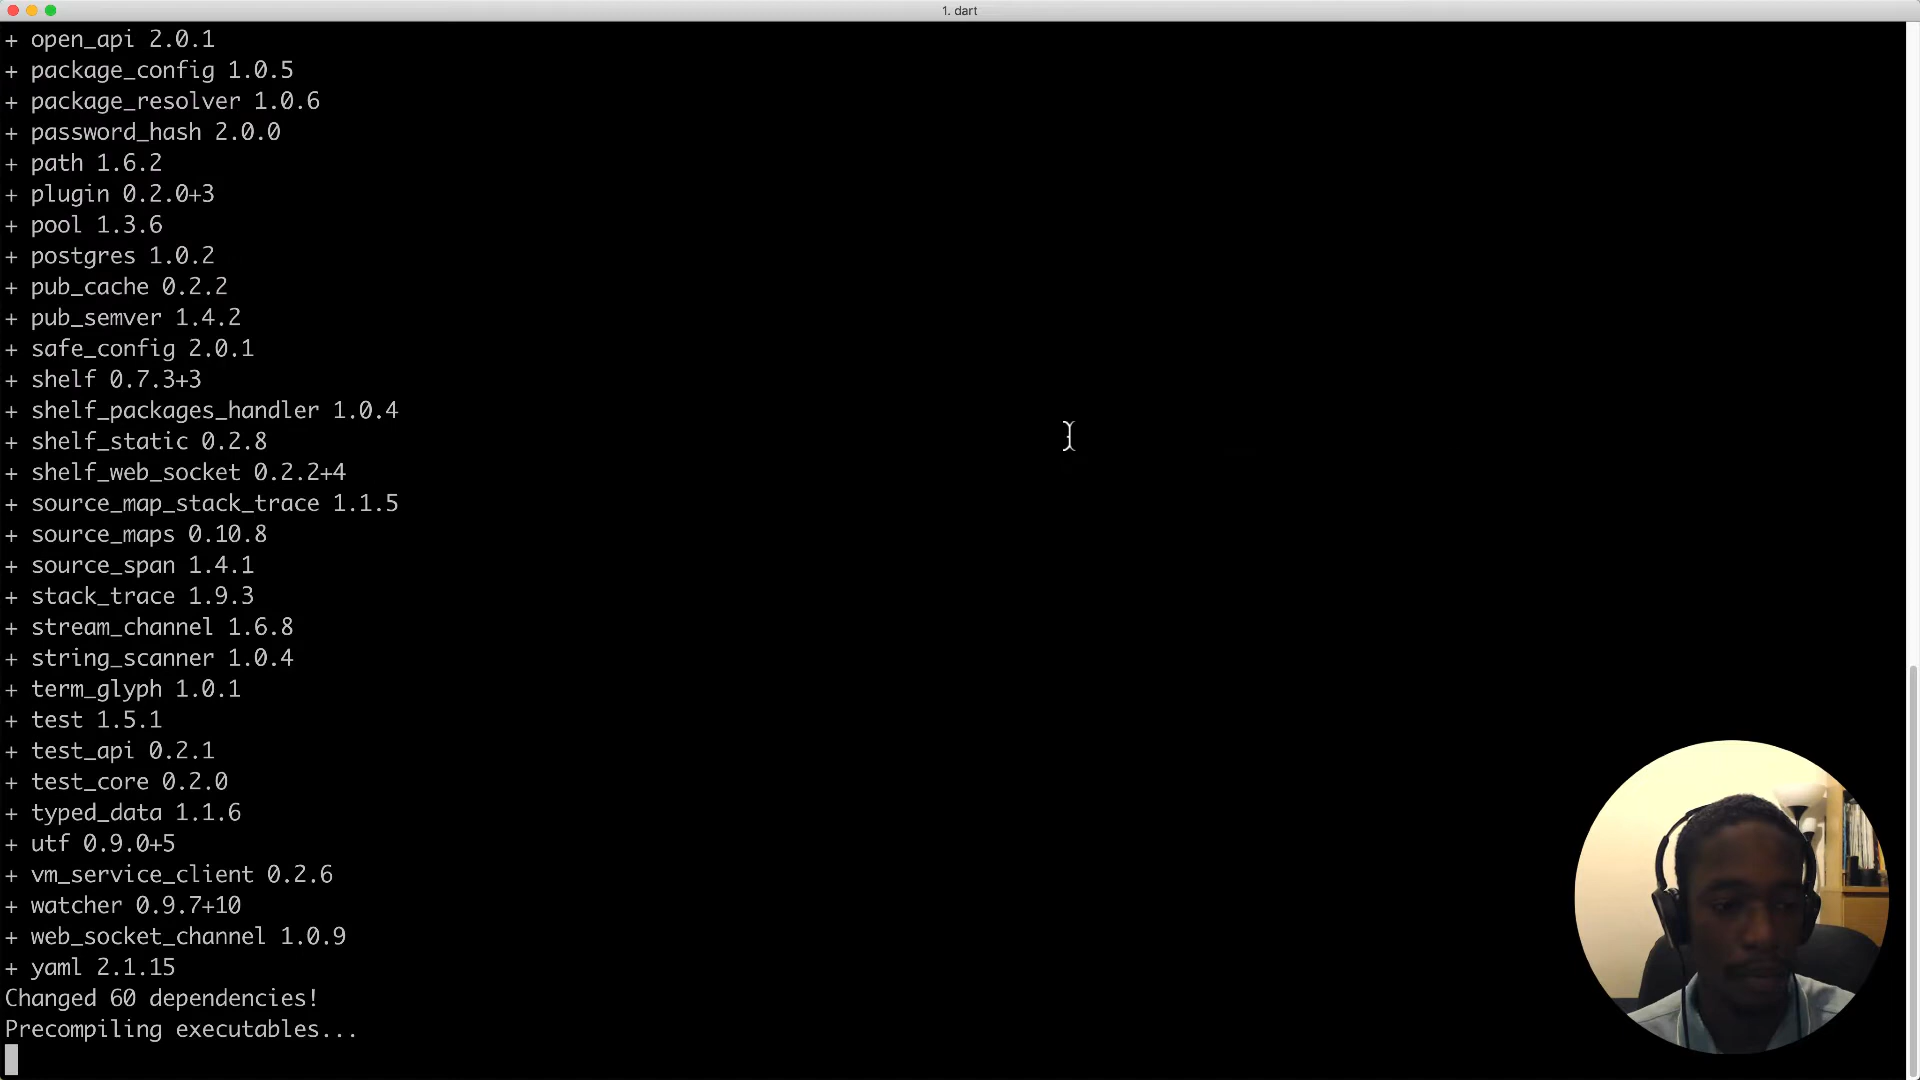 1. dart
+ open_api 2.0.1
+ package_config 1.0.5
+ package_resolver 1.0.6
+ password_hash 2.0.0
+ path 1.6.2
+ plugin 0.2.0+3
+ pool 1.3.6
+ postgres 1.0.2
+ pub_cache 0.2.2
+ pub_semver 1.4.2
+ safe_config 2.0.1
+ shelf 0.7.3+3
+ shelf_packages_handler 1.0.4
+ shelf_static 0.2.8
+ shelf_web_socket 0.2.2+4
+ source_map_stack_trace 1.1.5
+ source_maps 0.10.8
+ source_span 1.4.1
+ stack_trace 1.9.3
+ stream_channel 1.6.8
+ string_scanner 1.0.4
+ term_glyph 1.0.1
+ test 1.5.1
+ test_api 0.2.1
+ test_core 0.2.0
+ typed_data 1.1.6
+ utf 0.9.0+5
+ vm_service_client 0.2.6
+ watcher 0.9.7+10
+ web_socket_channel 1.0.9
+ yaml 2.1.15
Changed 60 dependencies!
Precompiling executables...